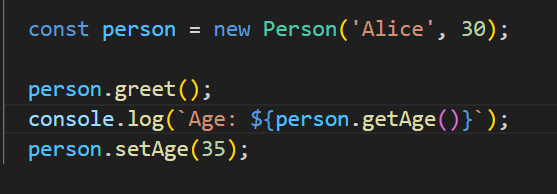 const person = new Person('Alice', 30);
person.greet();
console.log(`Age: ${person.getAge()}`);
person.setAge(35);